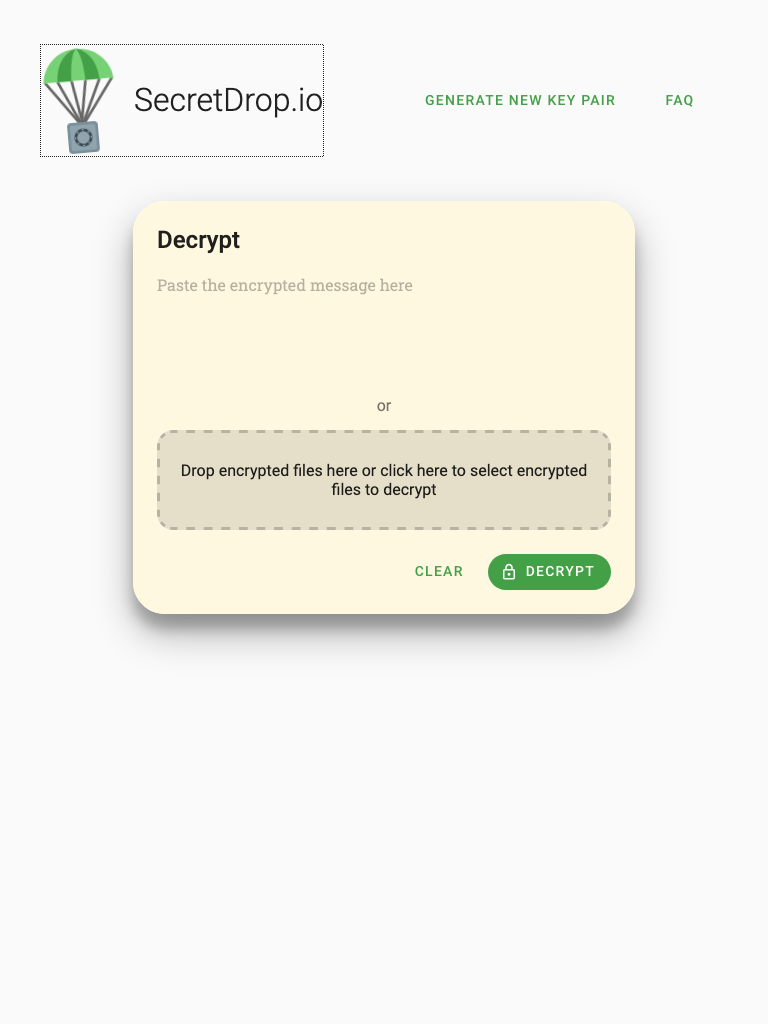 SecretDrop.io
GENERATE NEW KEY PAIR
FAQ
Decrypt
Paste the encrypted message here
or
Drop encrypted files here or click here to select encrypted
files to decrypt
CLEAR
DECRYPT